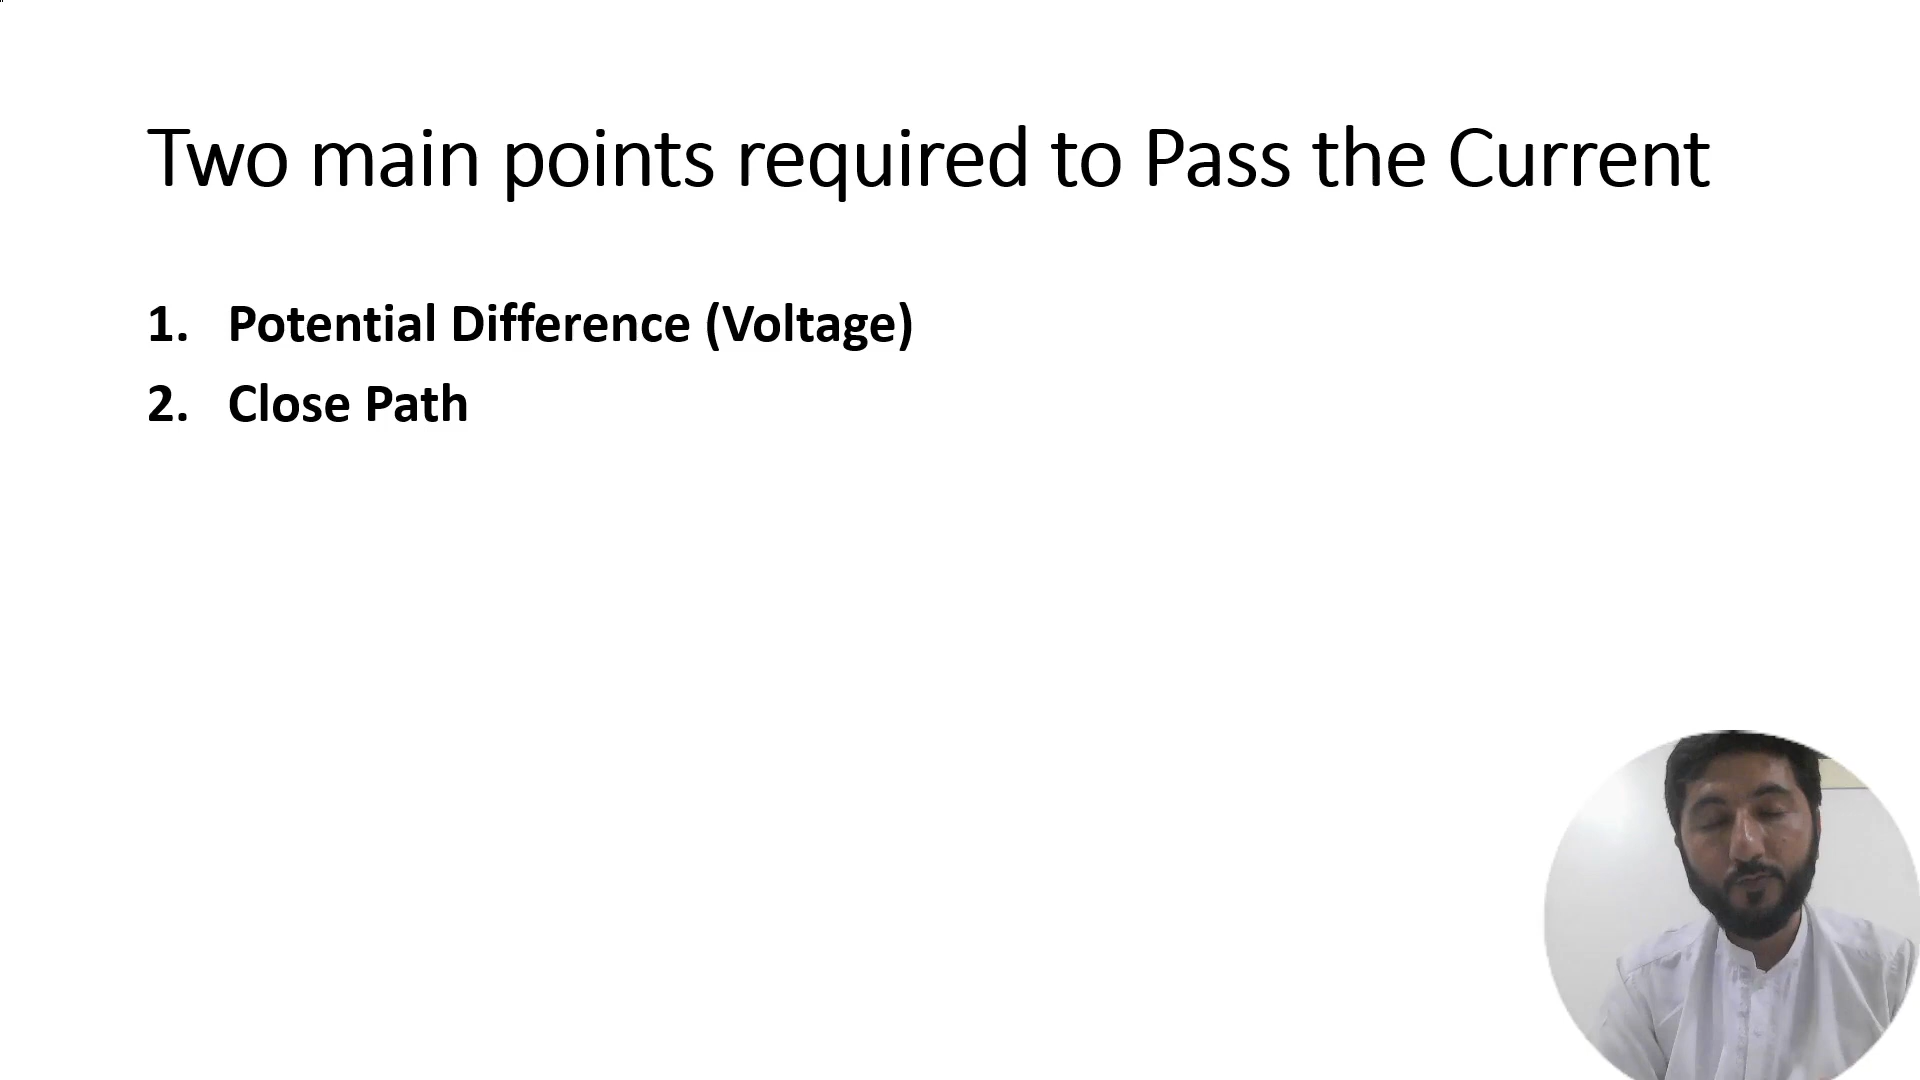 Two main points required to Pass the Current
1. Potential Difference (Voltage)
2. Close Path